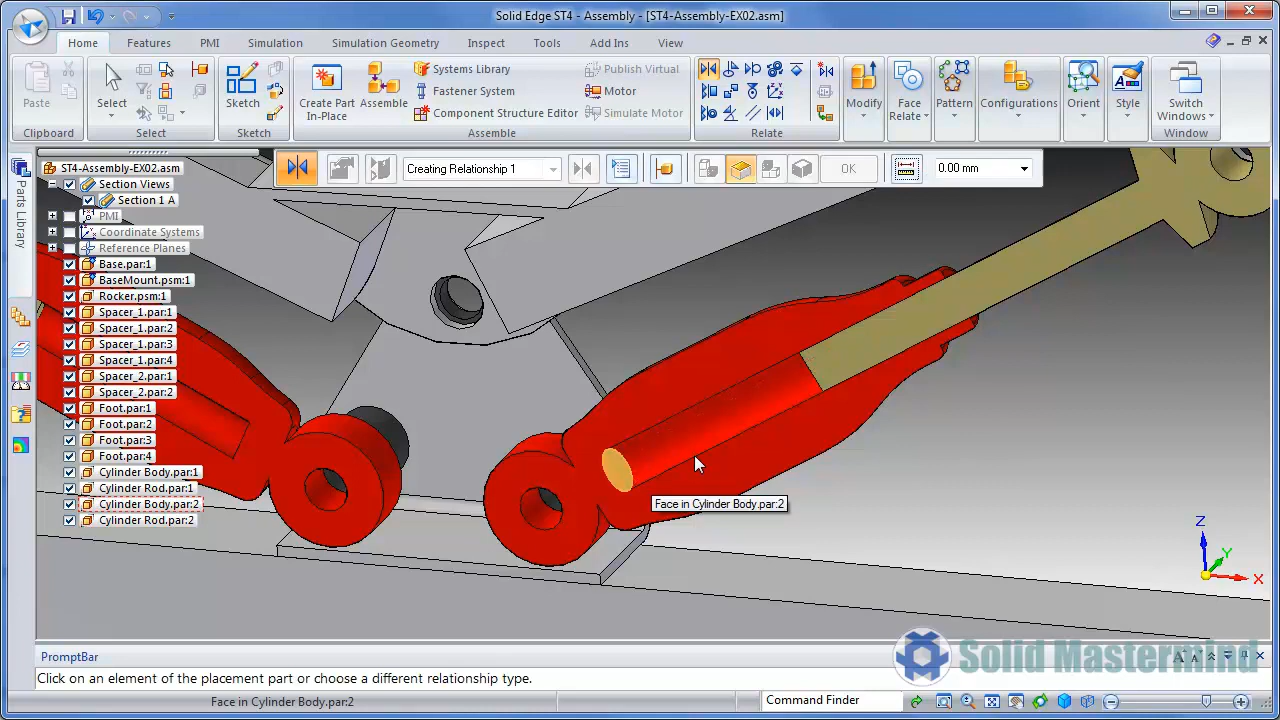 Solid Edge ST4 - Assembly - [ST4-Assembly-EX02.asm]
Home Features PMI Simulation Simulation Geometry Inspect Tools Add Ins View
Paste
Clipboard
Select
Select
Sketch
Sketch
Create Part In-Place
Assemble
Systems Library
Fastener System
Component Structure Editor
Publish Virtual
Motor
Simulate Motor
Assemble
Relate
Modify
Face Relate
Pattern
Configurations
Orient
Style
Switch Windows
Window
Creating Relationship 1
OK
0.00 mm
Parts Library
ST4-Assembly-EX02.asm
Section Views
Section 1 A
PMI
Coordinate Systems
Reference Planes
Base.par:1
BaseMount.psm:1
Rocker.psm:1
Spacer_1.par:1
Spacer_1.par:2
Spacer_1.par:3
Spacer_1.par:4
Spacer_2.par:1
Spacer_2.par:2
Foot.par:1
Foot.par:2
Foot.par:3
Foot.par:4
Cylinder Body.par:1
Cylinder Rod.par:1
Cylinder Body.par:2
Cylinder Rod.par:2
Face in Cylinder Body.par:2
Z
Y
X
PromptBar
Click on an element of the placement part or choose a different relationship type.
Solid Mastermind
Face in Cylinder Body.par:2
Command Finder